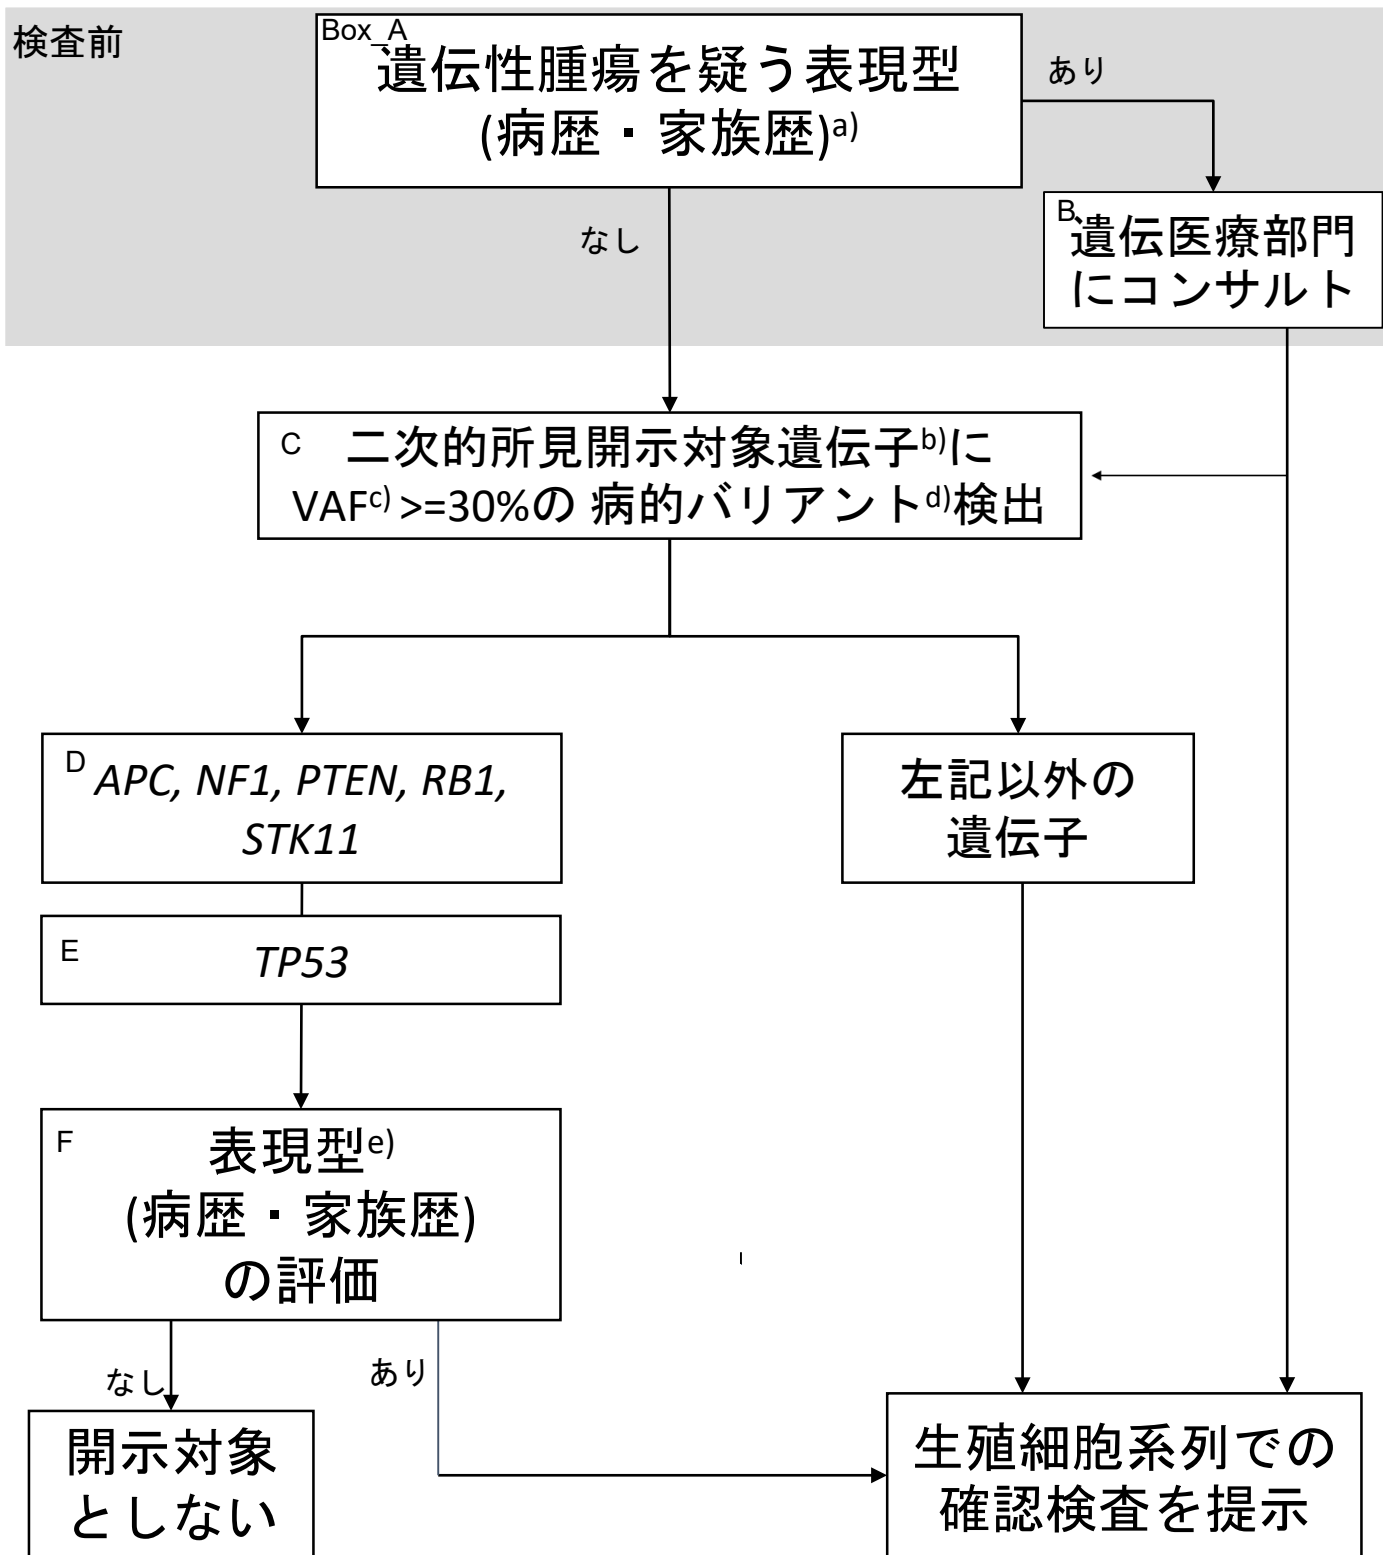 検査前
Box_A
遺伝性腫瘍を疑う表現型
(病歴・家族歴)a)
あり
なし
B
遺伝医療部門
にコンサルト
C 二次的所見開示対象遺伝子b)に
VAFc) >=30%の 病的バリアントd)検出
D APC, NF1, PTEN, RB1,
STK11
左記以外の
遺伝子
E TP53
F 表現型e)
(病歴・家族歴)
の評価
なし
あり
開示対象
としない
生殖細胞系列での
確認検査を提示